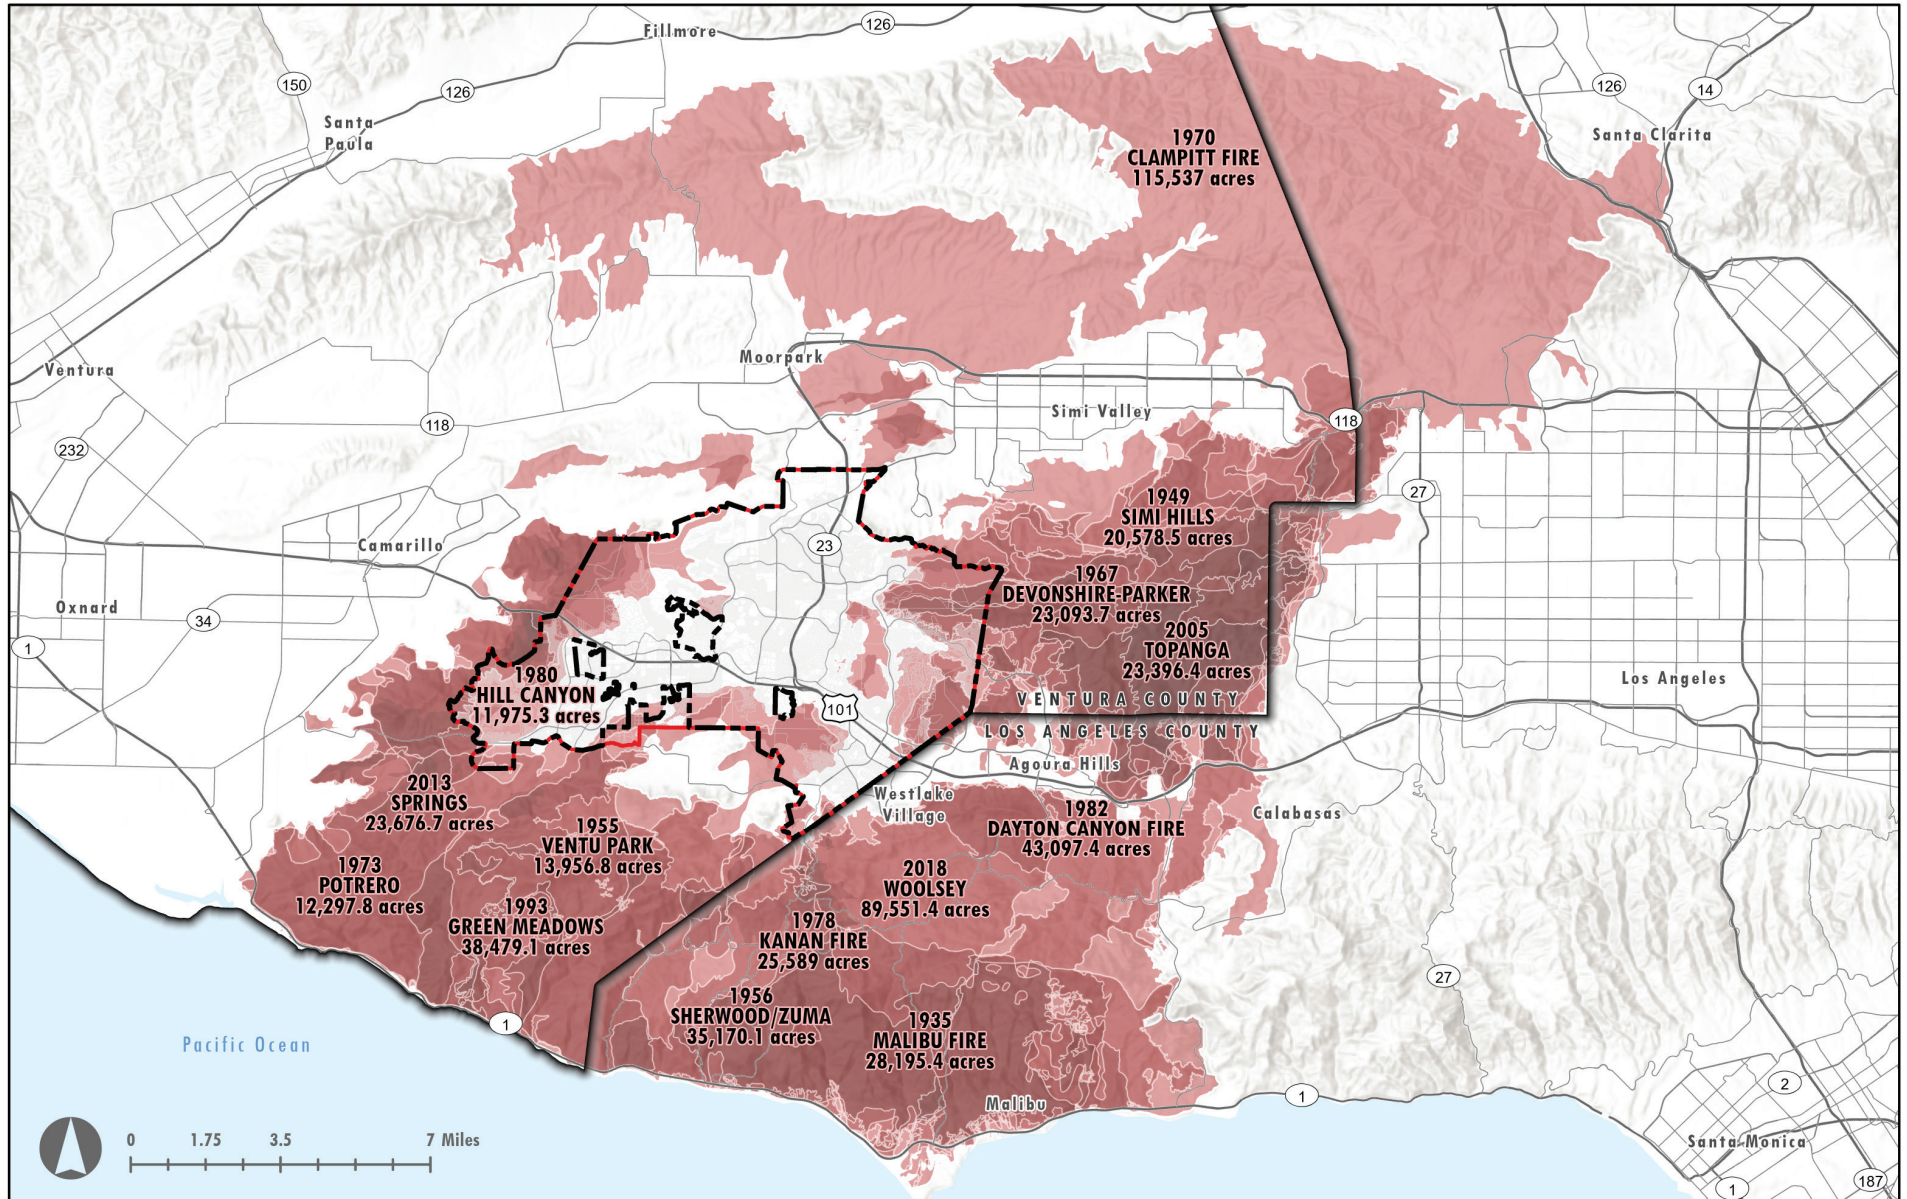 126
Fillmore
150
126
126
14
Santa
Paula
Santa Clarita
1970
CLAMPITT FIRE
115,537 acres
Ventura
Moorpark
118
Simi Valley
118
232
27
1949
SIMI HILLS
20,578.5 acres
Camarillo
23
1967
DEVONSHIRE-PARKER
23,093.7 acres
Oxnard
34
1
2005
TOPANGA
23,396.4 acres
1980
HILL CANYON
11,975.3 acres
Los Angeles
VENTURA COUNTY
101
LOS ANGELES COUNTY
Agoura Hills
2013
SPRINGS
23,676.7 acres
Westlake
Village
1982
DAYTON CANYON FIRE
43,097.4 acres
Calabasas
1955
VENTU PARK
13,956.8 acres
1973
POTRERO
12,297.8 acres
2018
WOOLSEY
89,551.4 acres
1993
GREEN MEADOWS
38,479.1 acres
1978
KANAN FIRE
25,589 acres
27
1956
SHERWOOD/ZUMA
35,170.1 acres
1935
MALIBU FIRE
28,195.4 acres
1
Pacific Ocean
Malibu
1
2
0 1.75 3.5 7 Miles
Santa Monica
187
1